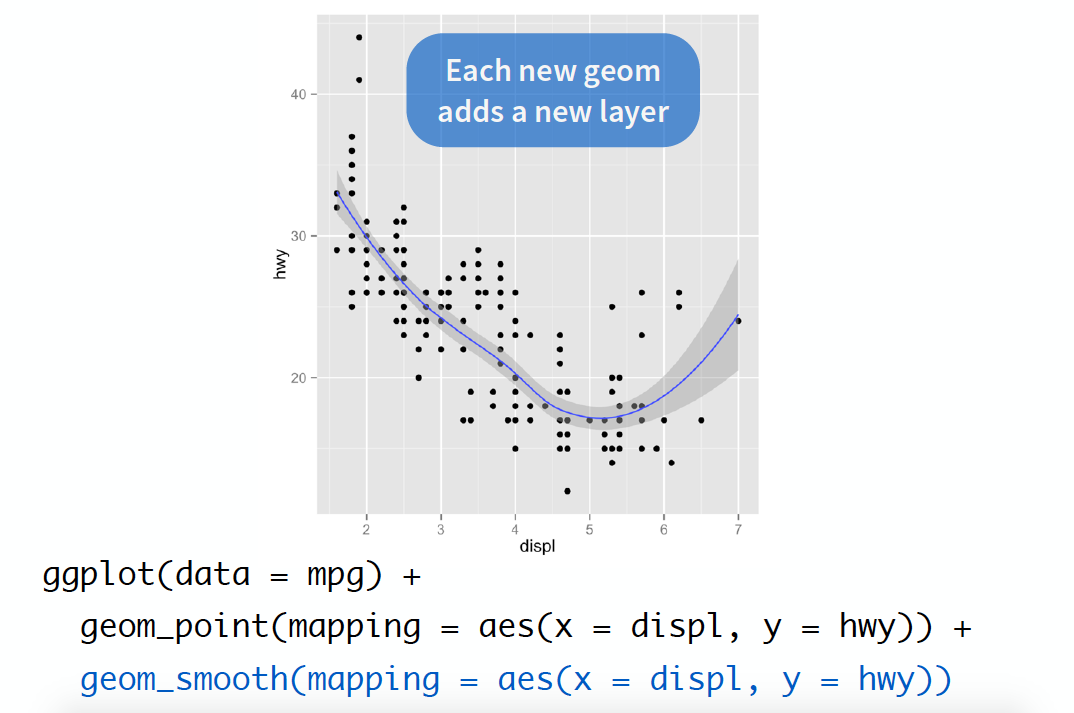 Each new geom
adds a new layer
40
30
20
hwy
2 3 4 5 6 7
displ
ggplot(data = mpg) +
geom_point(mapping = aes(x = displ, y = hwy)) +
geom_smooth(mapping = aes(x = displ, y = hwy))